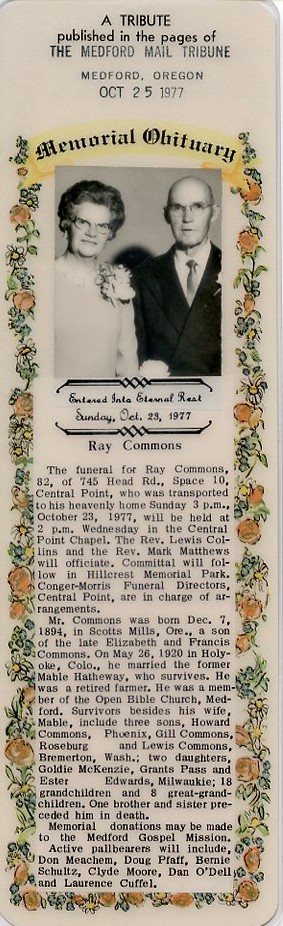 A TRIBUTE
published in the pages of
THE MEDFORD MAIL TRIBUNE
MEDFORD, OREGON
OCT 25 1977
Memorial Obituary
Entered Into Eternal Rest
Sunday, Oct. 23, 1977
Ray Commons
The funeral for Ray Commons,
82, of 745 Head Rd., Space 10,
Central Point, who was transported
to his heavenly home Sunday 3 p.m.,
October 23, 1977, will be held at
2 p.m. Wednesday in the Central
Point Chapel. The Rev. Lewis Col-
lins and the Rev. Mark Matthews
will officiate. Committal will fol-
low in Hillcrest Memorial Park.
Conger-Morris Funeral Directors,
Central Point, are in charge of ar-
rangements.
Mr. Commons was born Dec. 7,
1894, in Scotts Mills, Ore., a son
of the late Elizabeth and Francis
Commons. On May 26, 1920 in Holy-
oke, Colo., he married the former
Mable Hatheway, who survives. He
was a retired farmer. He was a mem-
ber of the Open Bible Church, Med-
ford. Survivors besides his wife,
Mable, include three sons, Howard
Commons, Phoenix, Gill Commons,
Roseburg and Lewis Commons,
Bremerton, Wash.; two daughters,
Goldie McKenzie, Grants Pass and
Ester Edwards, Milwaukie; 18
grandchildren and 8 great-grand-
children. One brother and sister pre-
ceded him in death.
Memorial donations may be made
to the Medford Gospel Mission.
Active pallbearers will include,
Don Meachem, Doug Pfaff, Bernie
Schultz, Clyde Moore, Dan O'Dell
and Laurence Cuffel.